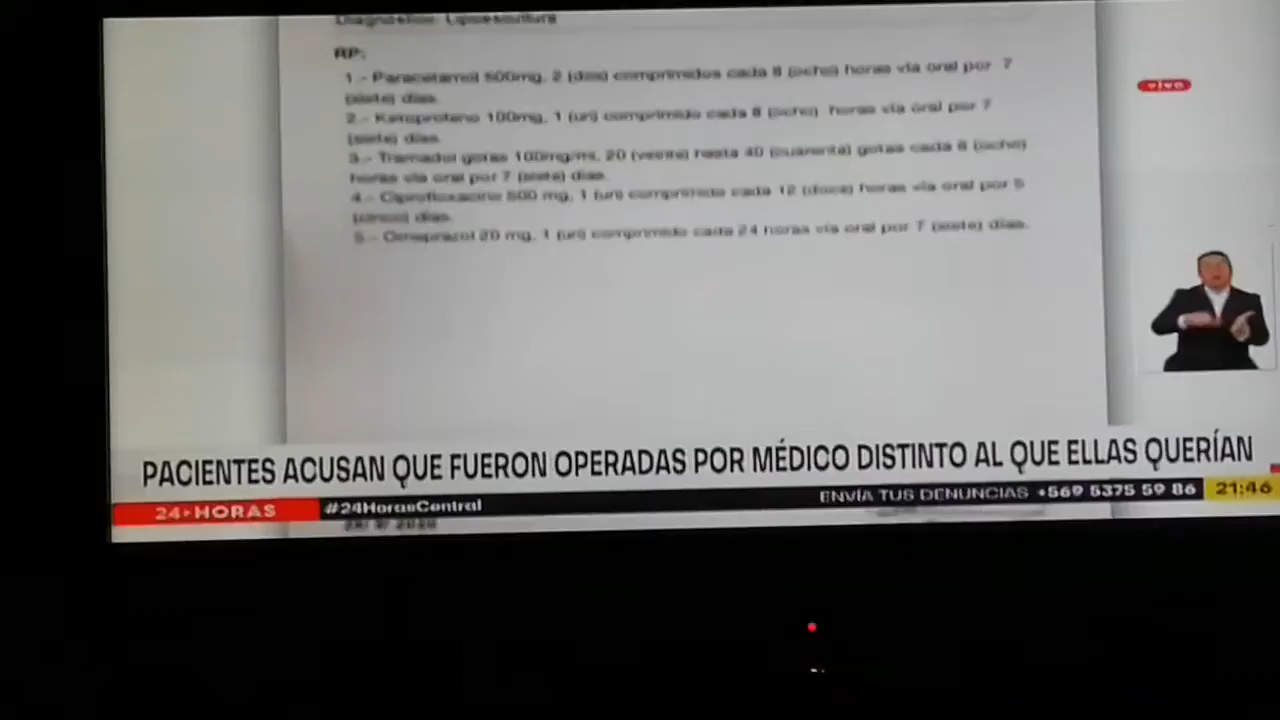 Diagnóstico: Lipoescultura
RP:
1.- Paracetamol 500mg, 2 (dos) comprimidos cada 8 (ocho) horas vía oral por 7
(siete) días.
2.- Ketoprofeno 100mg, 1 (un) comprimido cada 8 (ocho) horas vía oral por 7
(siete) días.
3.- Tramadol gotas 100mg/ml, 20 (veinte) hasta 40 (cuarenta) gotas cada 8 (ocho)
horas vía oral por 7 (siete) días.
4.- Ciprofloxacino 500 mg, 1 (un) comprimido cada 12 (doce) horas vía oral por 5
(cinco) días.
5.- Omeprazol 20 mg, 1 (un) comprimido cada 24 horas vía oral por 7 (siete) días.
vivo
PACIENTES ACUSAN QUE FUERON OPERADAS POR MÉDICO DISTINTO AL QUE ELLAS QUERÍAN
24 HORAS
#24HorasCentral
ENVÍA TUS DENUNCIAS +569 5375 59 86
21:46